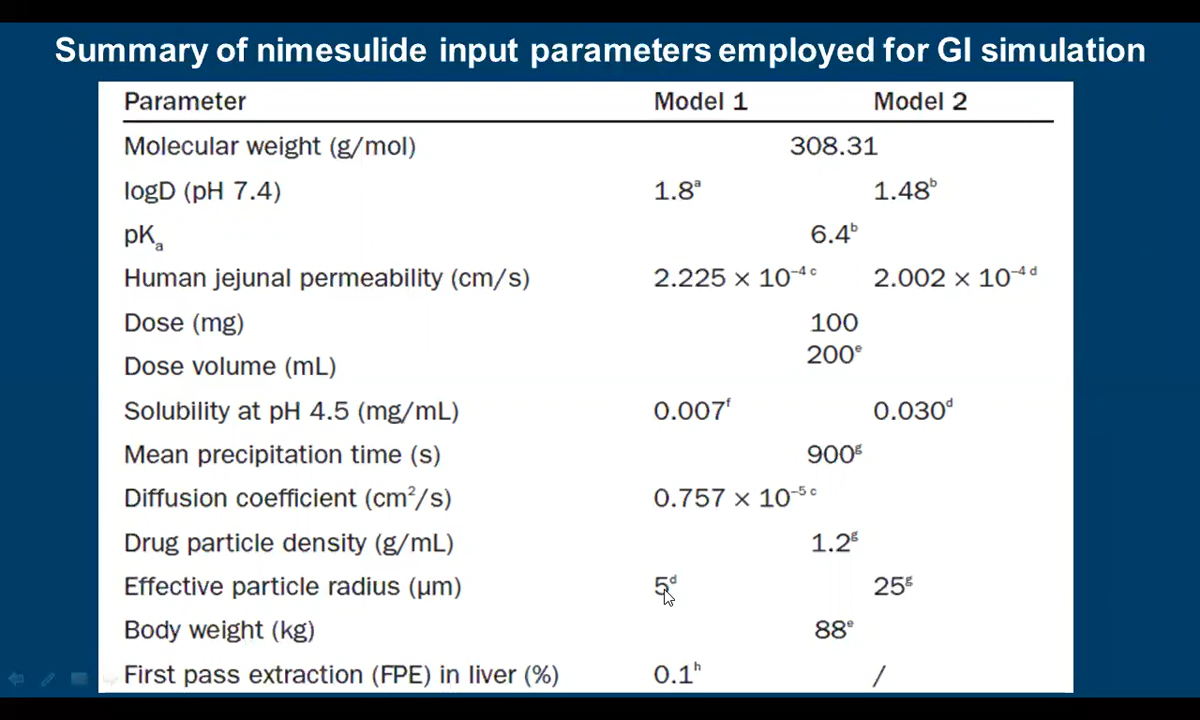 Summary of nimesulide input parameters employed for GI simulation
Parameter Model 1 Model 2
Molecular weight (g/mol) 308.31
logD (pH 7.4) 1.8ᵃ 1.48ᵇ
pKₐ 6.4ᵇ
Human jejunal permeability (cm/s) 2.225 × 10⁻⁴ ᶜ 2.002 × 10⁻⁴ ᵈ
Dose (mg) 100
Dose volume (mL) 200ᵉ
Solubility at pH 4.5 (mg/mL) 0.007ᶠ 0.030ᵈ
Mean precipitation time (s) 900ᵍ
Diffusion coefficient (cm²/s) 0.757 × 10⁻⁵ ᶜ
Drug particle density (g/mL) 1.2ᵍ
Effective particle radius (µm) 5ᵈ 25ᵍ
Body weight (kg) 88ᵉ
First pass extraction (FPE) in liver (%) 0.1ʰ /